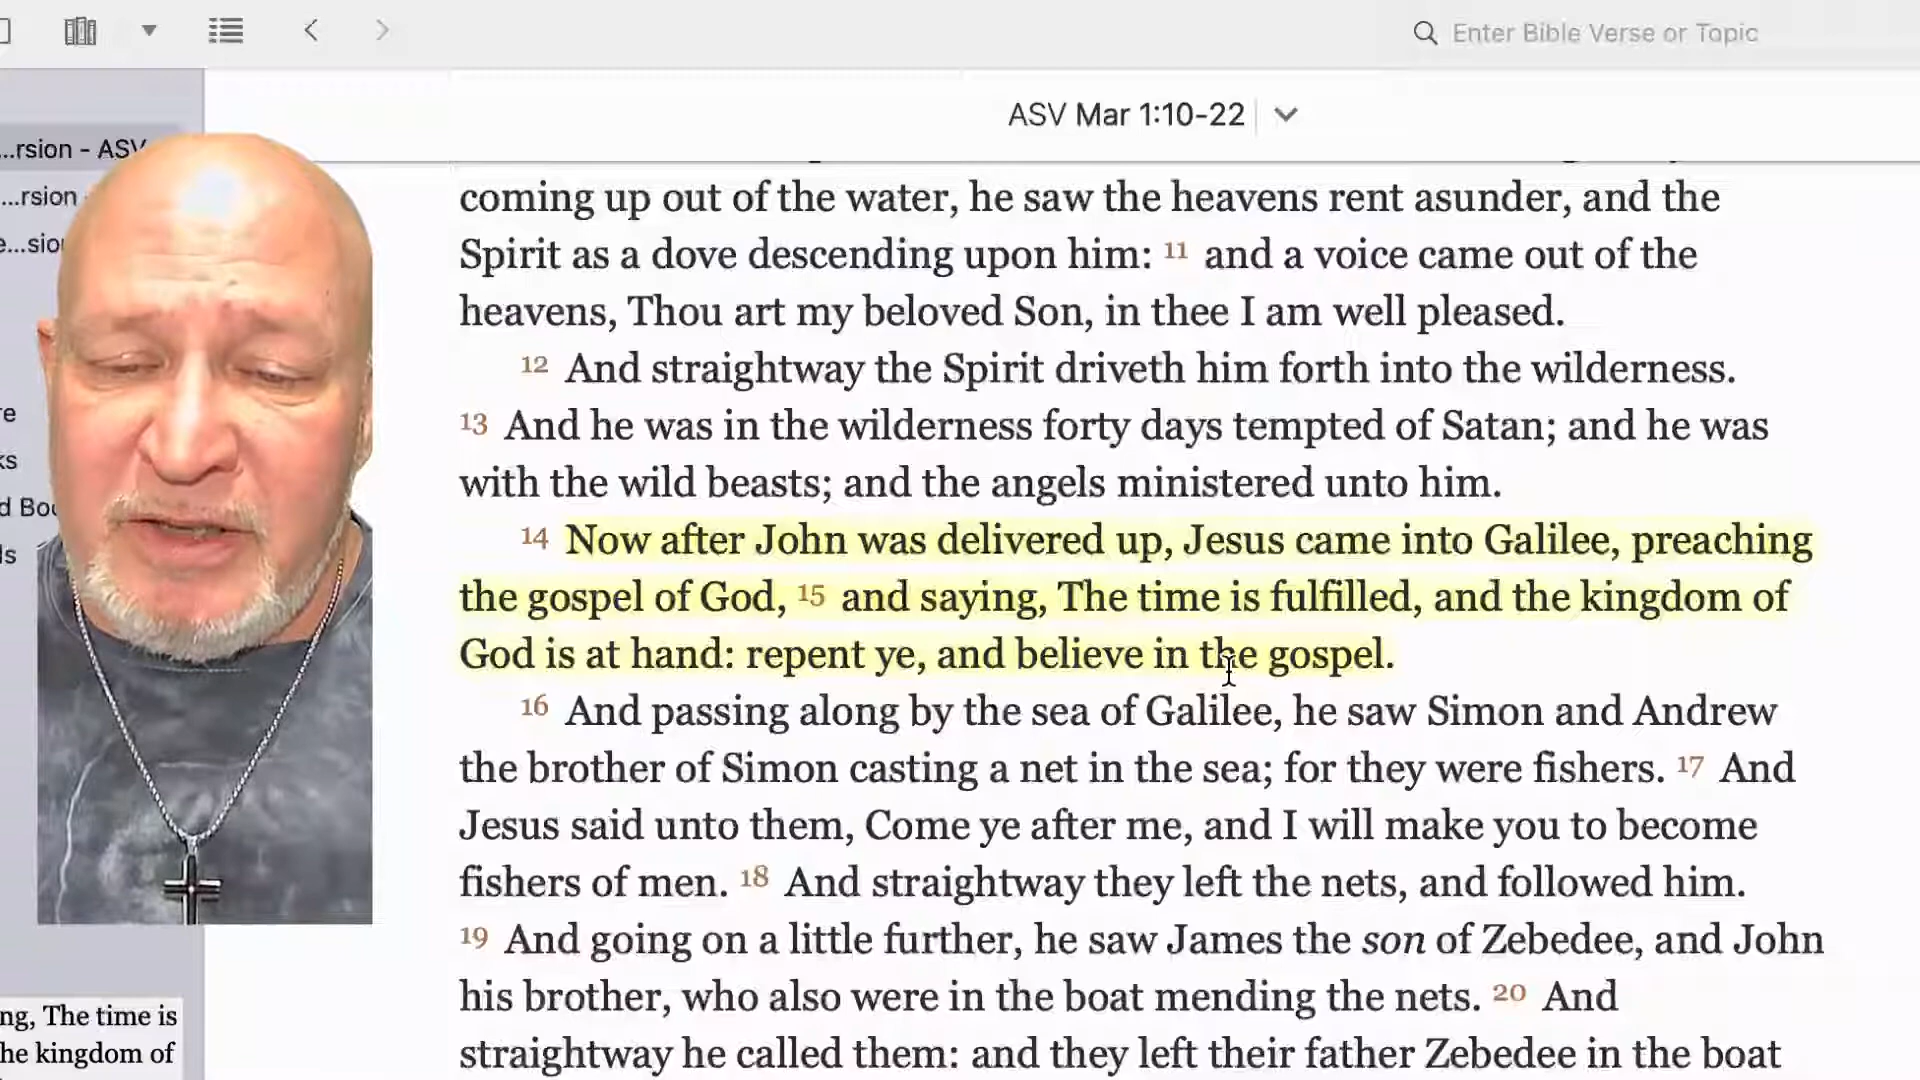 Enter Bible Verse or Topic
ASV Mar 1:10-22
...rsion - ASV
...rsion
re
ks
d Bo
ds
ng, The time is
he kingdom of
coming up out of the water, he saw the heavens rent asunder, and the
Spirit as a dove descending upon him: 11 and a voice came out of the
heavens, Thou art my beloved Son, in thee I am well pleased.
12 And straightway the Spirit driveth him forth into the wilderness.
13 And he was in the wilderness forty days tempted of Satan; and he was
with the wild beasts; and the angels ministered unto him.
14 Now after John was delivered up, Jesus came into Galilee, preaching
the gospel of God, 15 and saying, The time is fulfilled, and the kingdom of
God is at hand: repent ye, and believe in the gospel.
16 And passing along by the sea of Galilee, he saw Simon and Andrew
the brother of Simon casting a net in the sea; for they were fishers. 17 And
Jesus said unto them, Come ye after me, and I will make you to become
fishers of men. 18 And straightway they left the nets, and followed him.
19 And going on a little further, he saw James the son of Zebedee, and John
his brother, who also were in the boat mending the nets. 20 And
straightway he called them: and they left their father Zebedee in the boat